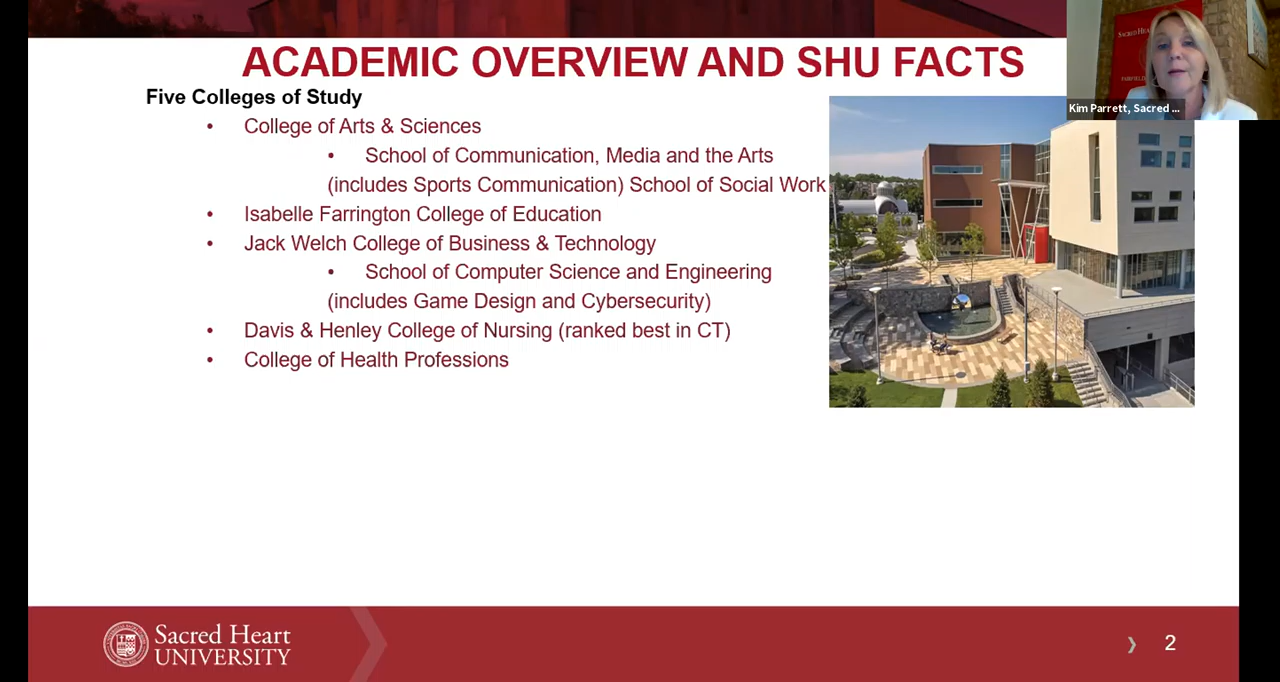 ACADEMIC OVERVIEW AND SHU FACTS
SACRED HEA
FAIRFIELD
Kim Parrett, Sacred ...
Five Colleges of Study
• College of Arts & Sciences
• School of Communication, Media and the Arts
(includes Sports Communication) School of Social Work
• Isabelle Farrington College of Education
• Jack Welch College of Business & Technology
• School of Computer Science and Engineering
(includes Game Design and Cybersecurity)
• Davis & Henley College of Nursing (ranked best in CT)
• College of Health Professions
Sacred Heart
UNIVERSITY
2